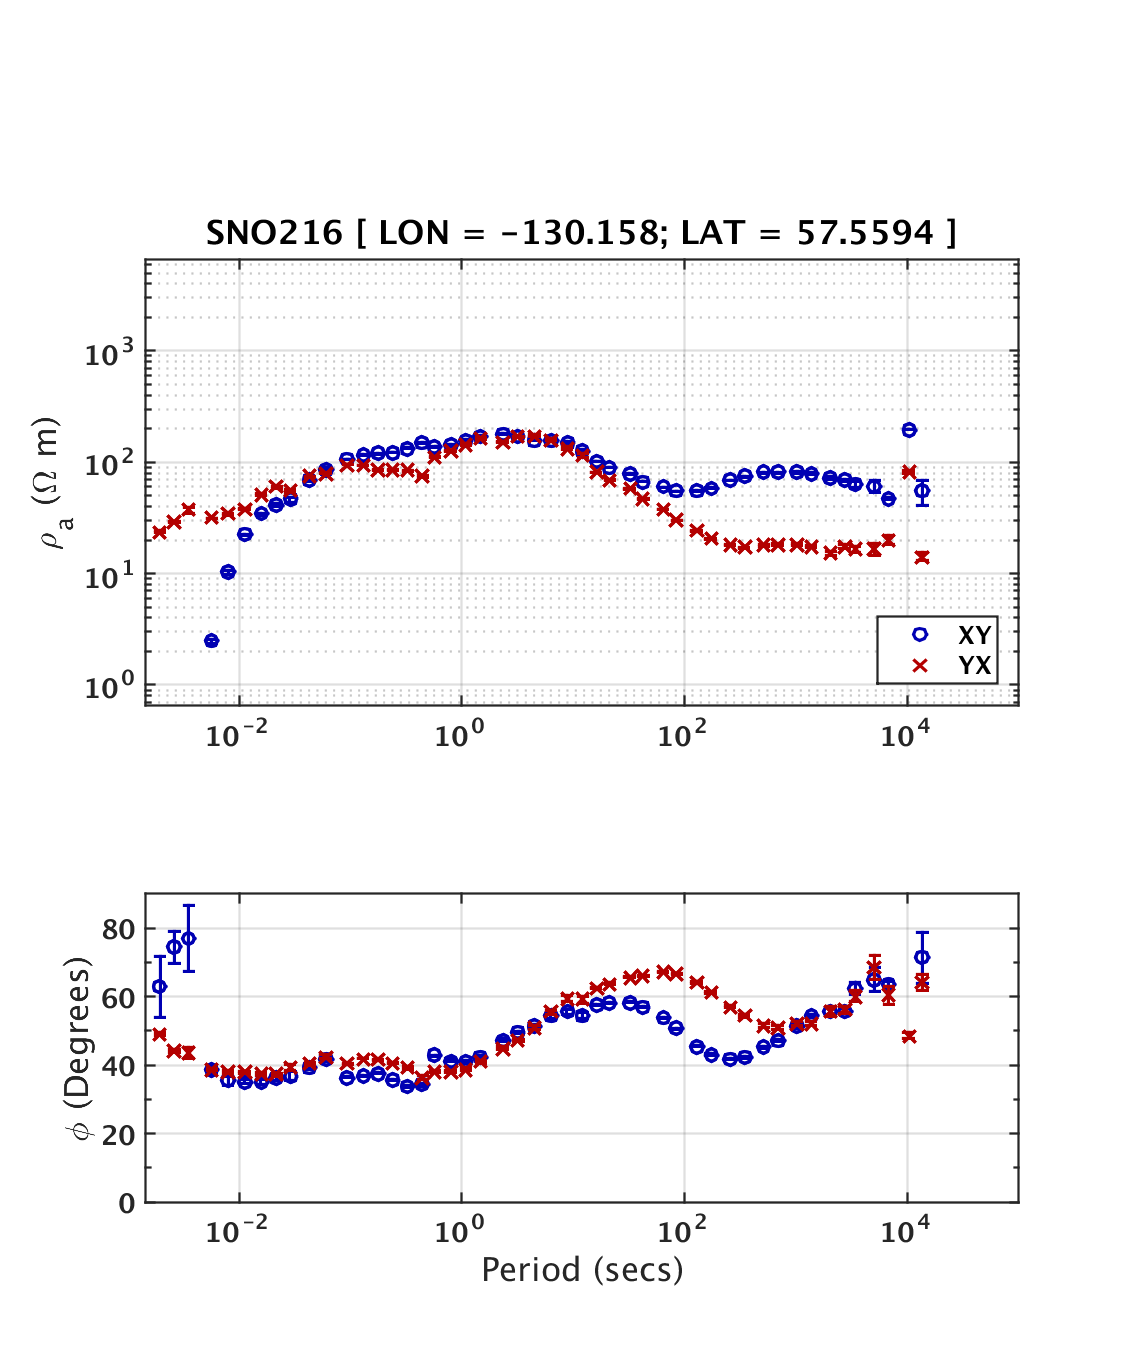 SNO216 [ LON = -130.158; LAT = 57.5594 ]
ρa (Ω m)
10^3
10^2
10^1
10^0
XY
YX
10^-2 10^0 10^2 10^4
ϕ (Degrees)
80
60
40
20
0
10^-2 10^0 10^2 10^4
Period (secs)